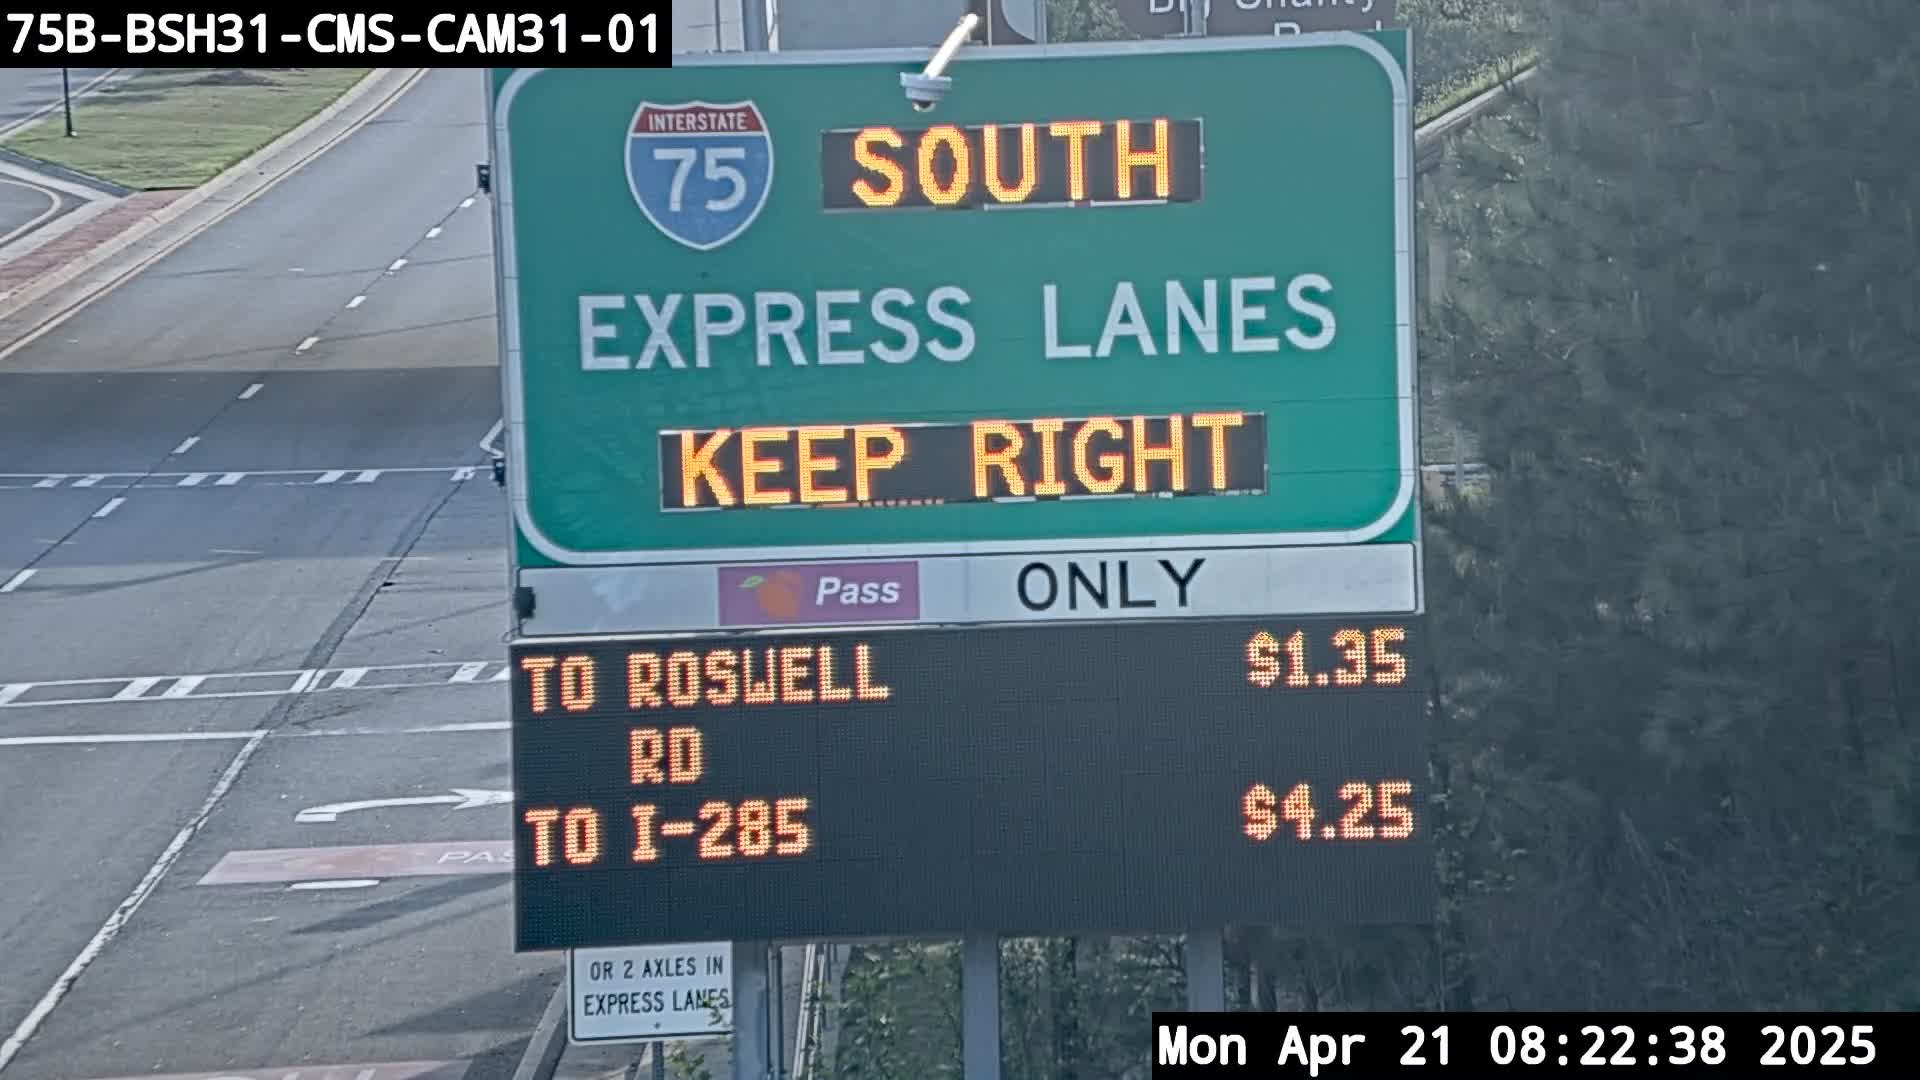 75B-BSH31-CMS-CAM31-01
INTERSTATE
75
SOUTH
EXPRESS LANES
KEEP RIGHT
Pass ONLY
TO ROSWELL $1.35
RD
TO I-285 $4.25
OR 2 AXLES IN
EXPRESS LANES
Mon Apr 21 08:22:38 2025